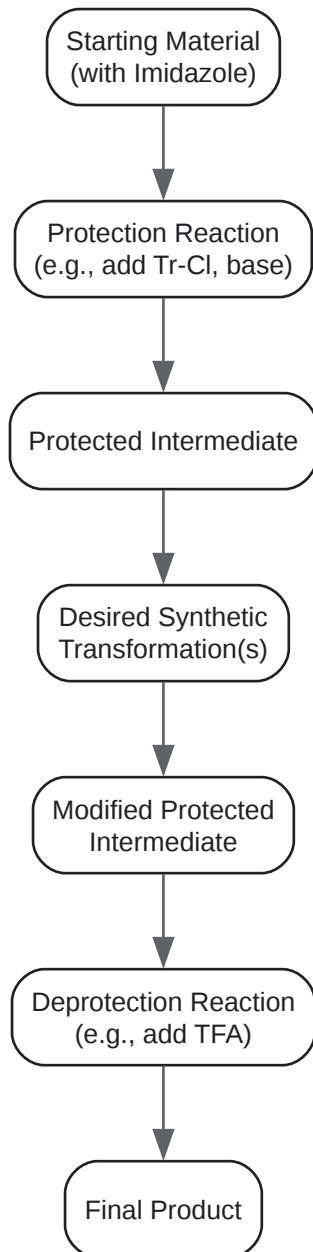 Starting Material
(with Imidazole)
Protection Reaction
(e.g., add Tr-Cl, base)
Protected Intermediate
Desired Synthetic
Transformation(s)
Modified Protected
Intermediate
Deprotection Reaction
(e.g., add TFA)
Final Product